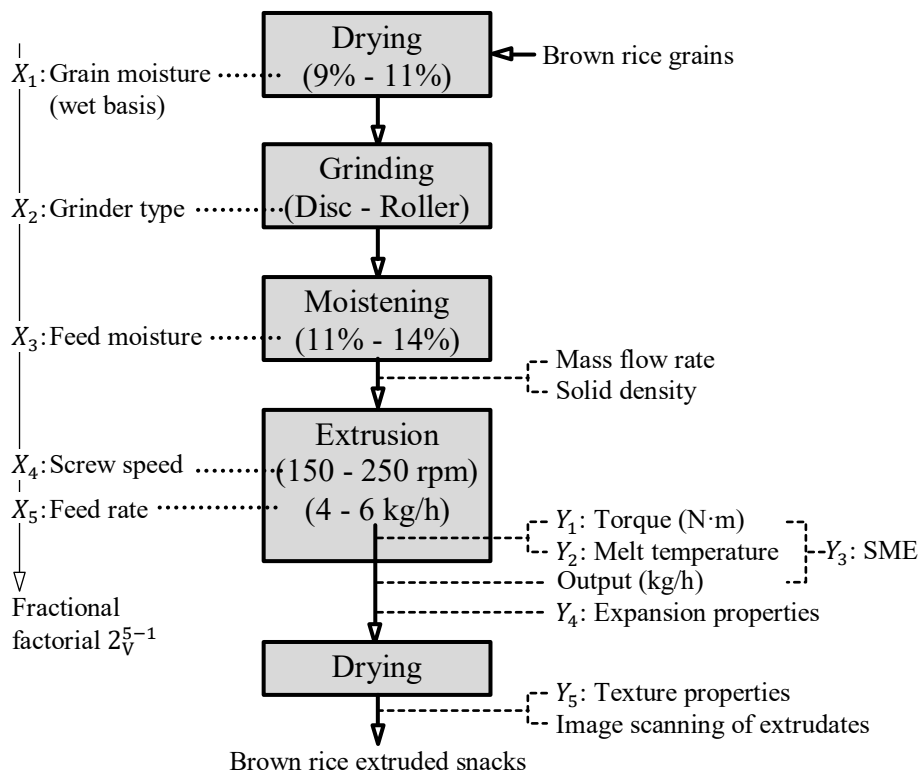 Drying
(9% - 11%)
Brown rice grains
X₁: Grain moisture
(wet basis)
Grinding
(Disc - Roller)
X₂: Grinder type
Moistening
(11% - 14%)
X₃: Feed moisture
Mass flow rate
Solid density
Extrusion
(150 - 250 rpm)
(4 - 6 kg/h)
X₄: Screw speed
X₅: Feed rate
Y₁: Torque (N·m)
Y₂: Melt temperature
Y₃: SME
Output (kg/h)
Y₄: Expansion properties
Fractional
factorial 2_V^{5−1}
Drying
Y₅: Texture properties
Image scanning of extrudates
Brown rice extruded snacks